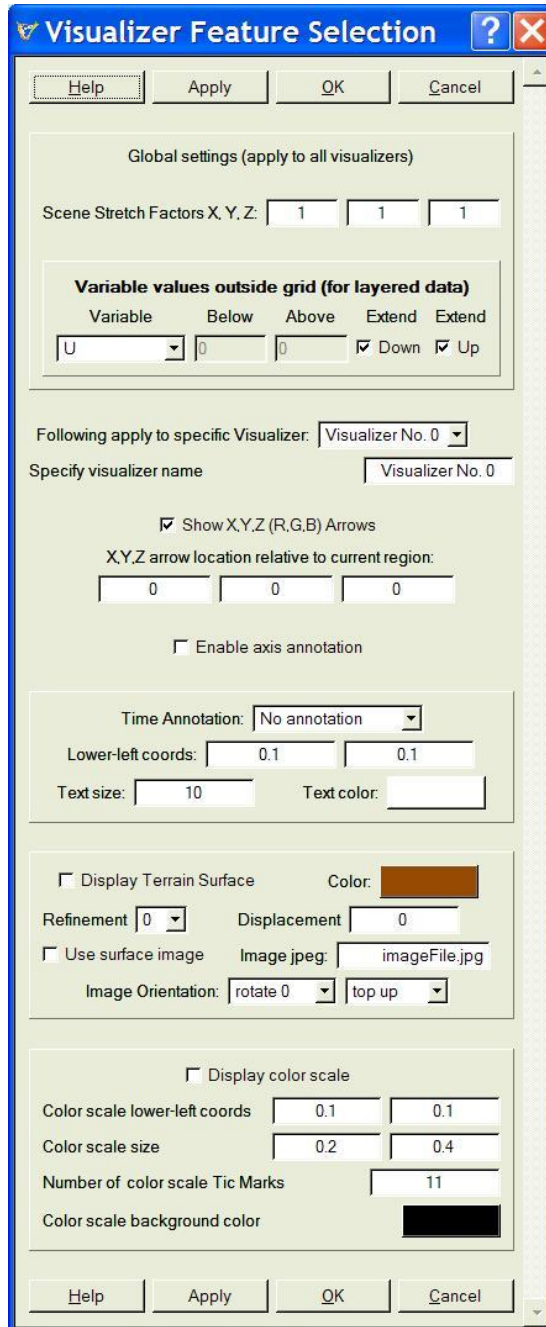 Visualizer Feature Selection
Help Apply OK Cancel
Global settings (apply to all visualizers)
Scene Stretch Factors X, Y, Z: 1 1 1
Variable values outside grid (for layered data)
Variable Below Above Extend Extend
U 0 0 Down Up
Following apply to specific Visualizer: Visualizer No. 0
Specify visualizer name Visualizer No. 0
Show X,Y,Z (R,G,B) Arrows
X,Y,Z arrow location relative to current region:
0 0 0
Enable axis annotation
Time Annotation: No annotation
Lower-left coords: 0.1 0.1
Text size: 10 Text color:
Display Terrain Surface Color:
Refinement 0 Displacement 0
Use surface image Image jpeg: imageFile.jpg
Image Orientation: rotate 0 top up
Display color scale
Color scale lower-left coords 0.1 0.1
Color scale size 0.2 0.4
Number of color scale Tic Marks 11
Color scale background color
Help Apply OK Cancel